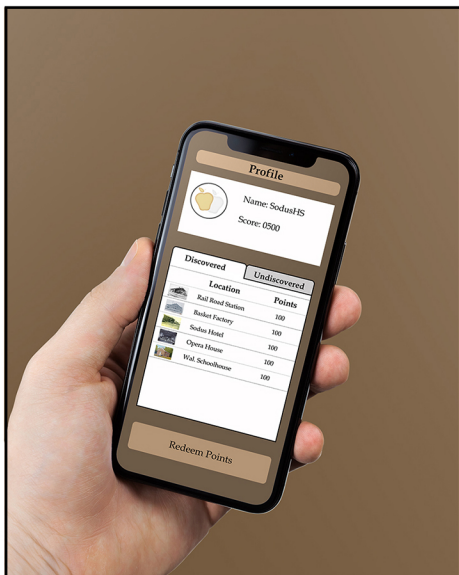 Profile
Name: SodusHS
Score: 0500
Discovered
Undiscovered
Location Points
Rail Road Station 100
Basket Factory 100
Sodus Hotel 100
Opera House 100
Wal. Schoolhouse 100
Redeem Points